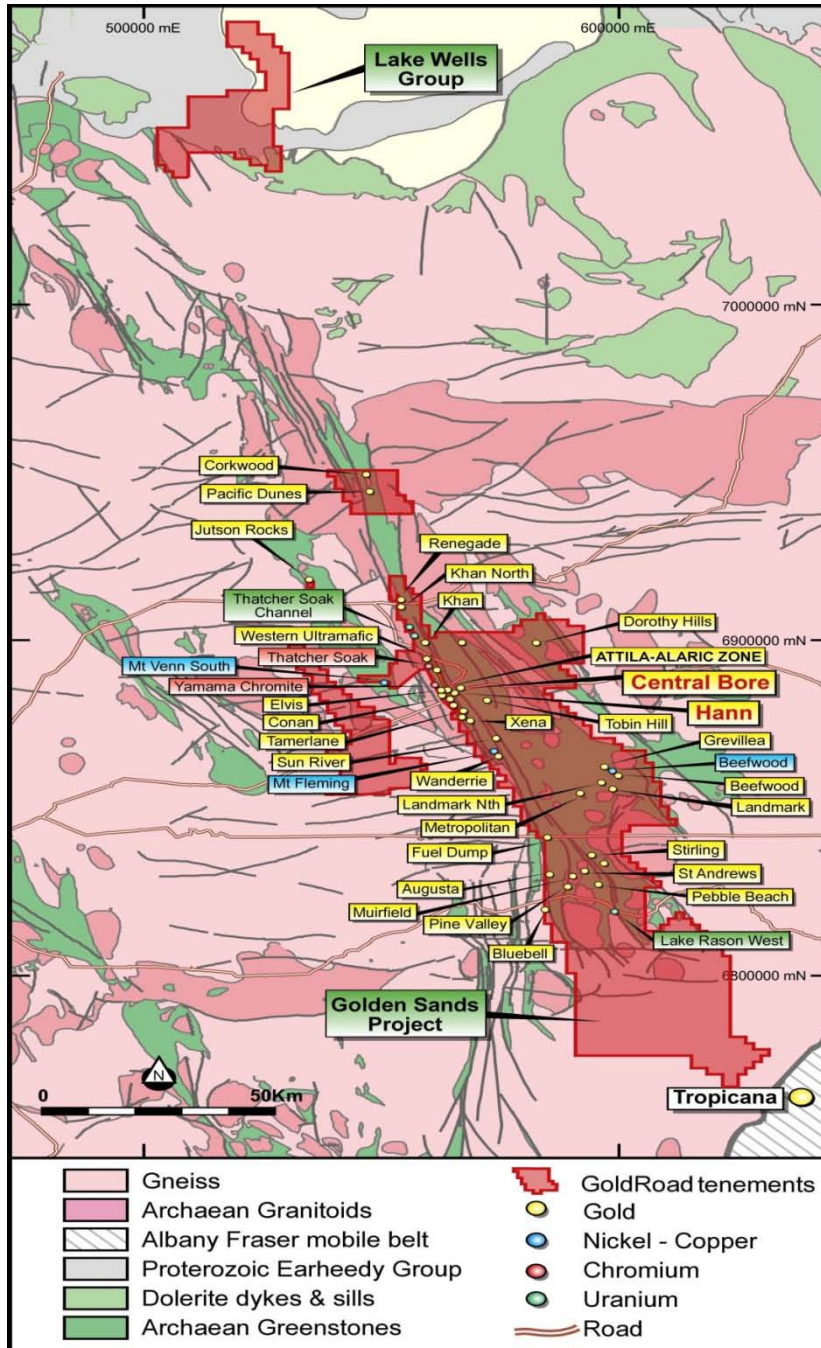 500000 mE
600000 mE
Lake Wells
Group
7000000 mN
Corkwood
Pacific Dunes
Jutson Rocks
Renegade
Khan North
Thatcher Soak
Channel
Khan
Dorothy Hills
Western Ultramafic
6900000 mN
Thatcher Soak
ATTILA-ALARIC ZONE
Mt Venn South
Central Bore
Yamama Chromite
Elvis
Hann
Conan
Xena
Tobin Hill
Tamerlane
Grevillea
Sun River
Beefwood
Mt Fleming
Wanderrie
Beefwood
Landmark Nth
Landmark
Metropolitan
Fuel Dump
Stirling
St Andrews
Augusta
Pebble Beach
Muirfield
Pine Valley
Lake Rason West
Bluebell
6800000 mN
Golden Sands
Project
N
0
50Km
Tropicana
Gneiss
Archaean Granitoids
Albany Fraser mobile belt
Proterozoic Earheedy Group
Dolerite dykes & sills
Archaean Greenstones
GoldRoad tenements
Gold
Nickel - Copper
Chromium
Uranium
Road